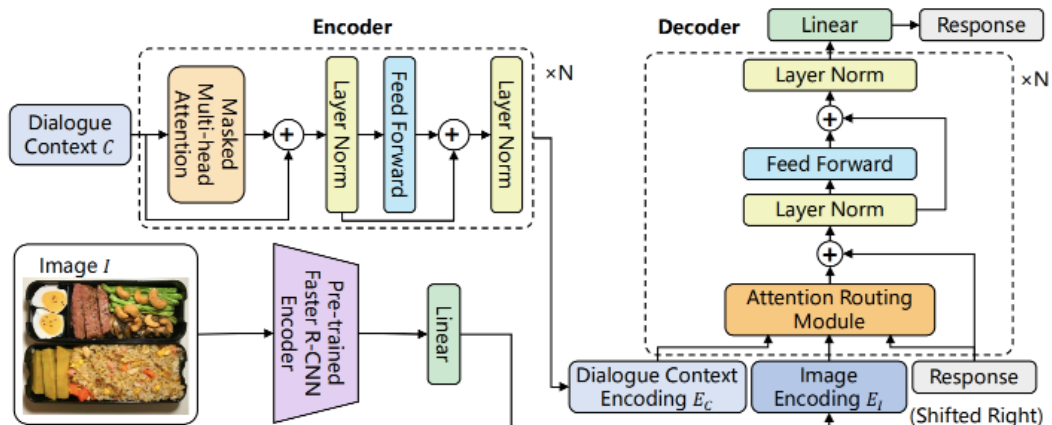 Encoder
×N
Dialogue
Context C
Masked
Multi-head
Attention
Layer Norm
Feed Forward
Layer Norm
Image I
Pre-trained
Faster R-CNN
Encoder
Linear
Decoder
Linear
Response
×N
Layer Norm
Feed Forward
Layer Norm
Attention Routing
Module
Dialogue Context
Encoding E_C
Image
Encoding E_I
Response
(Shifted Right)